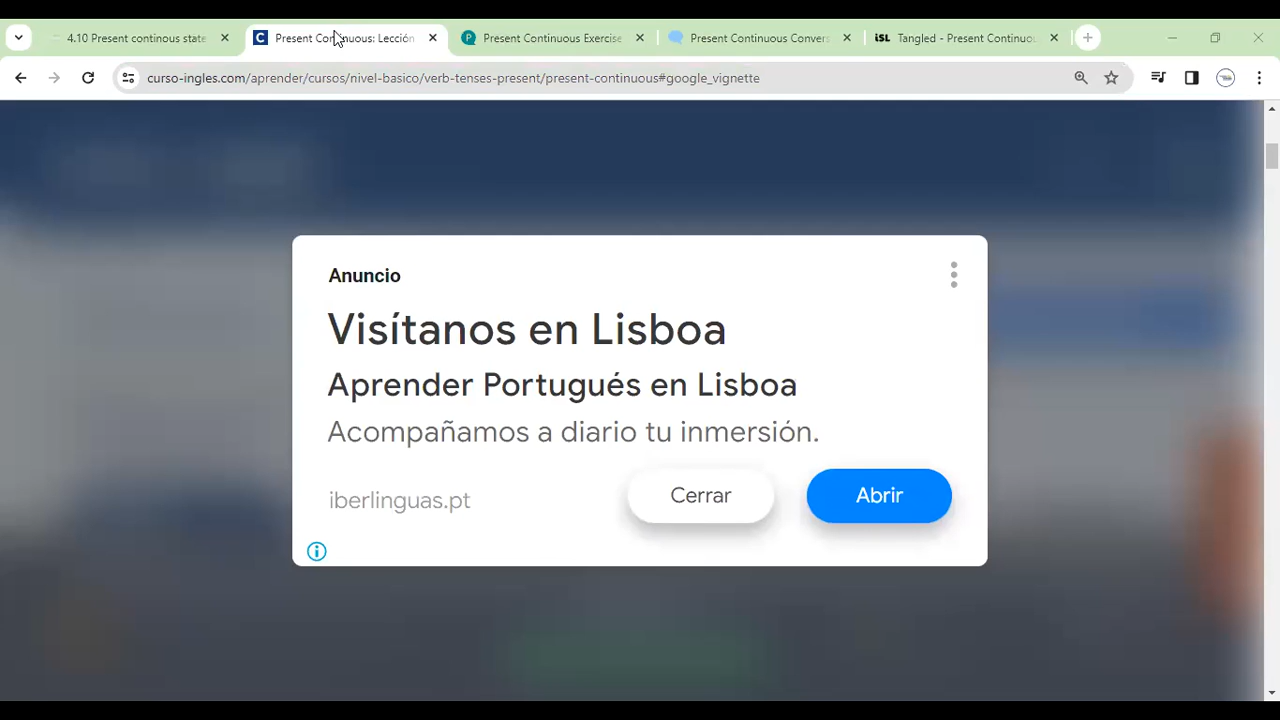 4.10 Present continous state
Present Continuous: Lección
Present Continuous Exercise
Present Continuous Convers
Tangled - Present Continuou
curso-ingles.com/aprender/cursos/nivel-basico/verb-tenses-present/present-continuous#google_vignette
Anuncio
Visítanos en Lisboa
Aprender Portugués en Lisboa
Acompañamos a diario tu inmersión.
iberlinguas.pt
Cerrar
Abrir